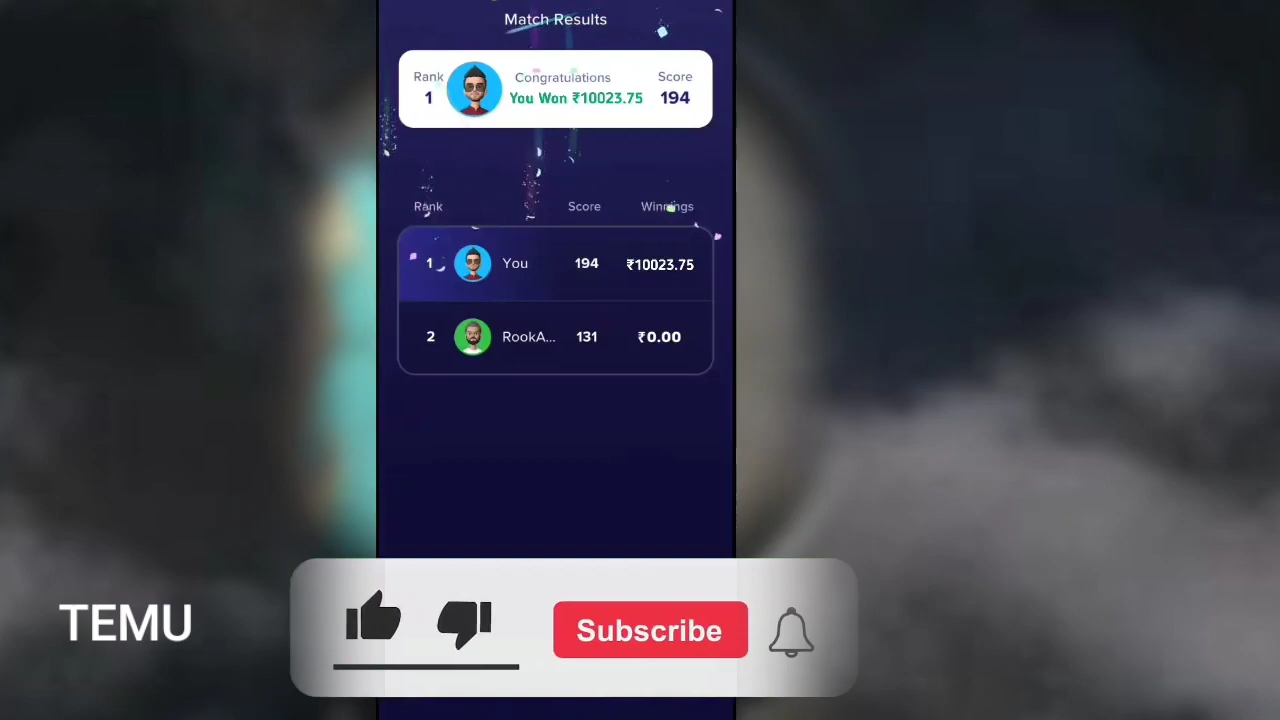 Match Results
Rank Congratulations Score
1 You Won ₹10023.75 194
Rank Score Winnings
1 You 194 ₹10023.75
2 RookA... 131 ₹0.00
TEMU
Subscribe